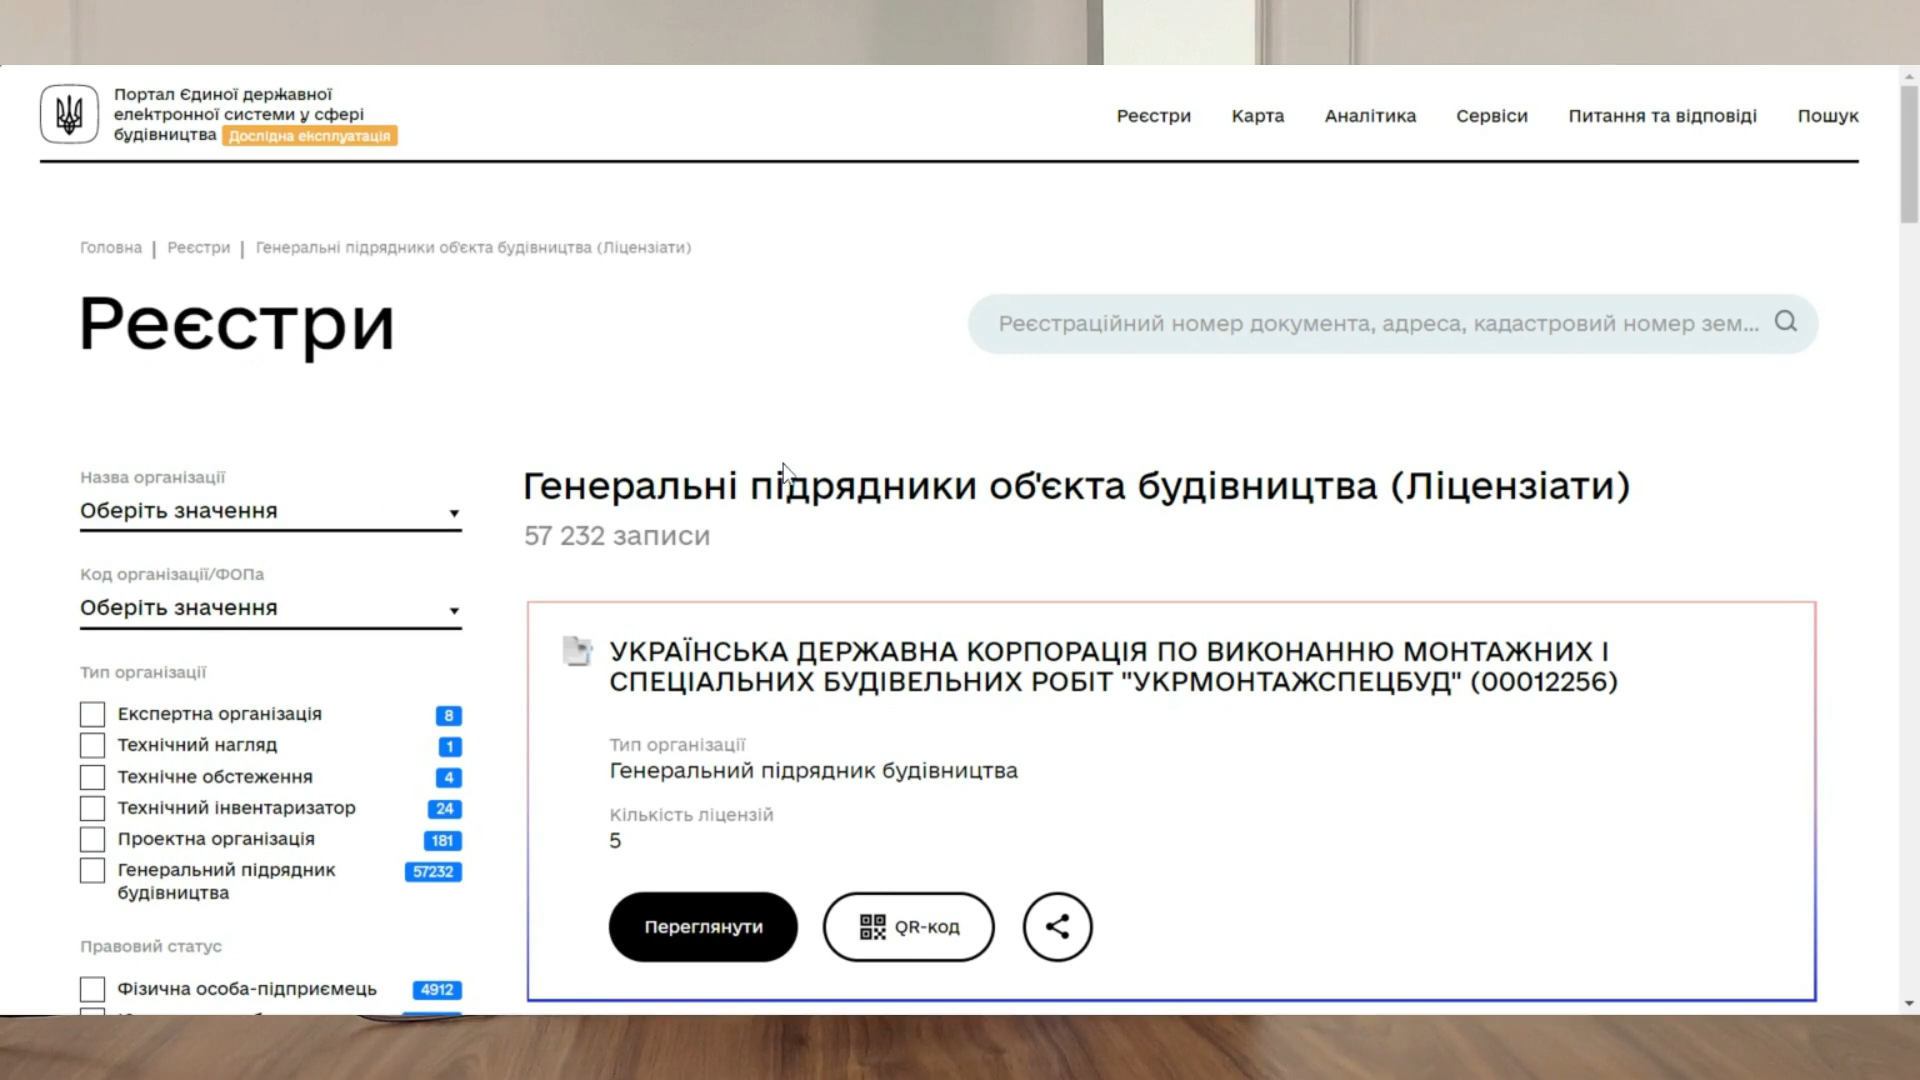 Портал Єдиної державної
електронної системи у сфері
будівництва Дослідна експлуатація
Реєстри Карта Аналітика Сервіси Питання та відповіді Пошук
Головна | Реєстри | Генеральні підрядники об'єкта будівництва (Ліцензіати)
Реєстри
Реєстраційний номер документа, адреса, кадастровий номер зем...
Назва організації
Оберіть значення
Код організації/ФОПа
Оберіть значення
Тип організації
Експертна організація 8
Технічний нагляд 1
Технічне обстеження 4
Технічний інвентаризатор 24
Проектна організація 181
Генеральний підрядник 57232
будівництва
Правовий статус
Фізична особа-підприємець 4912
Генеральні підрядники об'єкта будівництва (Ліцензіати)
57 232 записи
УКРАЇНСЬКА ДЕРЖАВНА КОРПОРАЦІЯ ПО ВИКОНАННЮ МОНТАЖНИХ І
СПЕЦІАЛЬНИХ БУДІВЕЛЬНИХ РОБІТ "УКРМОНТАЖСПЕЦБУД" (00012256)
Тип організації
Генеральний підрядник будівництва
Кількість ліцензій
5
Переглянути
QR-код